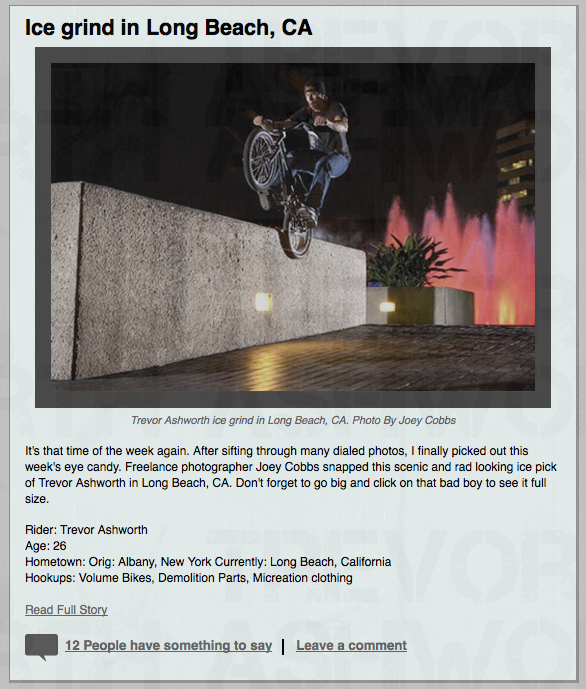 Ice grind in Long Beach, CA
Trevor Ashworth ice grind in Long Beach, CA. Photo By Joey Cobbs
It's that time of the week again. After sifting through many dialed photos, I finally picked out this
week's eye candy. Freelance photographer Joey Cobbs snapped this scenic and rad looking ice pick
of Trevor Ashworth in Long Beach, CA. Don't forget to go big and click on that bad boy to see it full
size.
Rider: Trevor Ashworth
Age: 26
Hometown: Orig: Albany, New York Currently: Long Beach, California
Hookups: Volume Bikes, Demolition Parts, Micreation clothing
Read Full Story
12 People have something to say | Leave a comment